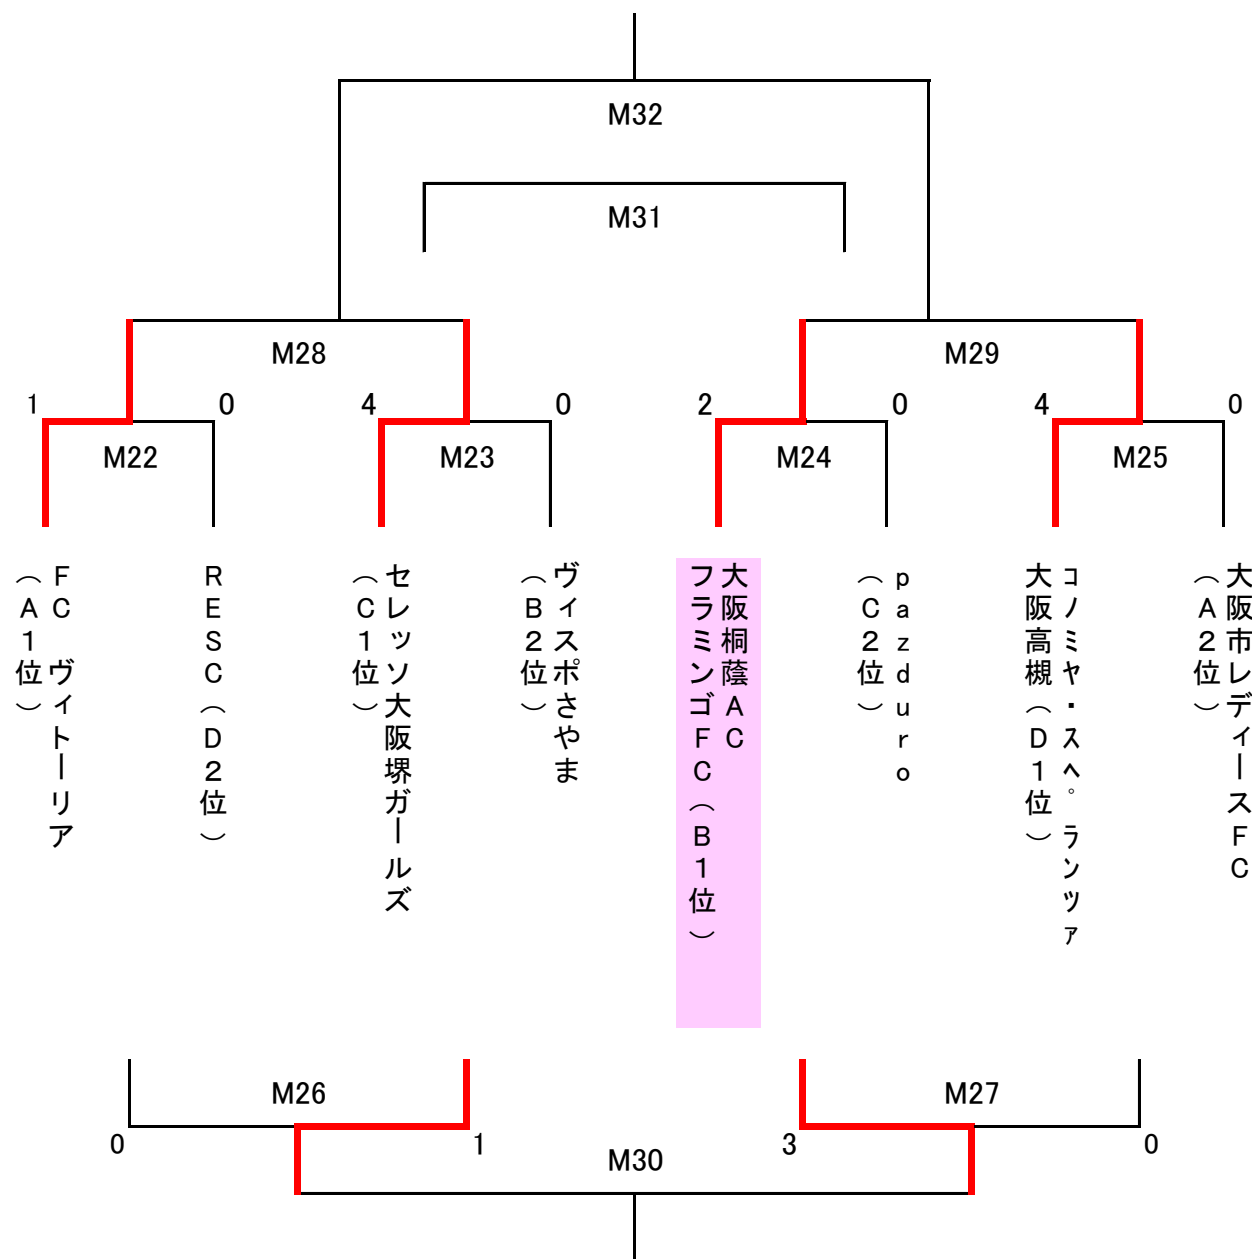 M32
M31
M28
M29
1
0
4
0
2
0
4
0
M22
M23
M24
M25
FC　ヴィトーリア
（A1位）
RESC（D2位）
セレッソ大阪堺ガールズ
（C1位）
ヴィスポさやま
（B2位）
大阪桐蔭AC
フラミンゴFC（B1位）
pazduro
（C2位）
コノミヤ・スペランツァ
大阪高槻（D1位）
大阪市レディースFC
（A2位）
M26
M27
0
1
3
0
M30